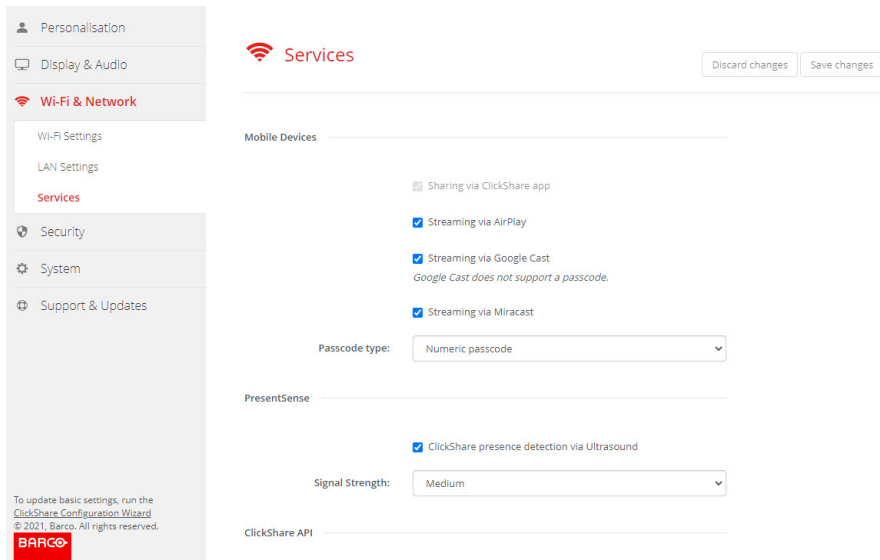 Personalisation
Display & Audio
Wi-Fi & Network
Wi-Fi Settings
LAN Settings
Services
Security
System
Support & Updates
To update basic settings, run the
ClickShare Configuration Wizard
© 2021, Barco. All rights reserved.
BARCO
Services
Discard changes
Save changes
Mobile Devices
Sharing via ClickShare app
Streaming via AirPlay
Streaming via Google Cast
Google Cast does not support a passcode.
Streaming via Miracast
Passcode type: Numeric passcode
PresentSense
ClickShare presence detection via Ultrasound
Signal Strength: Medium
ClickShare API